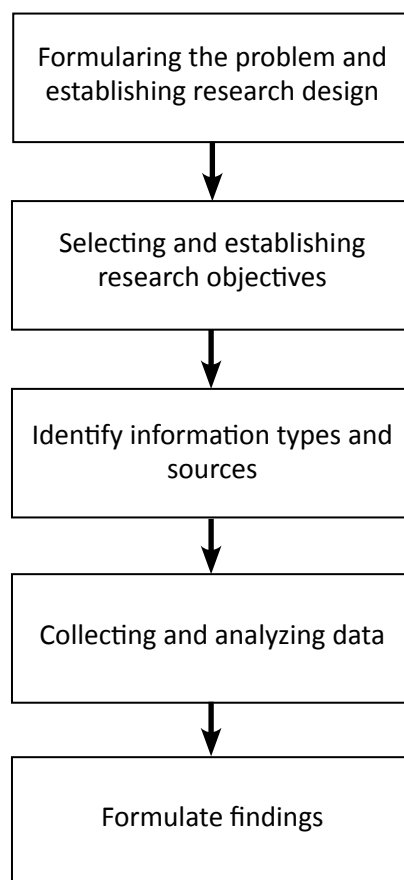 Formularing the problem and
establishing research design
Selecting and establishing
research objectives
Identify information types and
sources
Collecting and analyzing data
Formulate findings